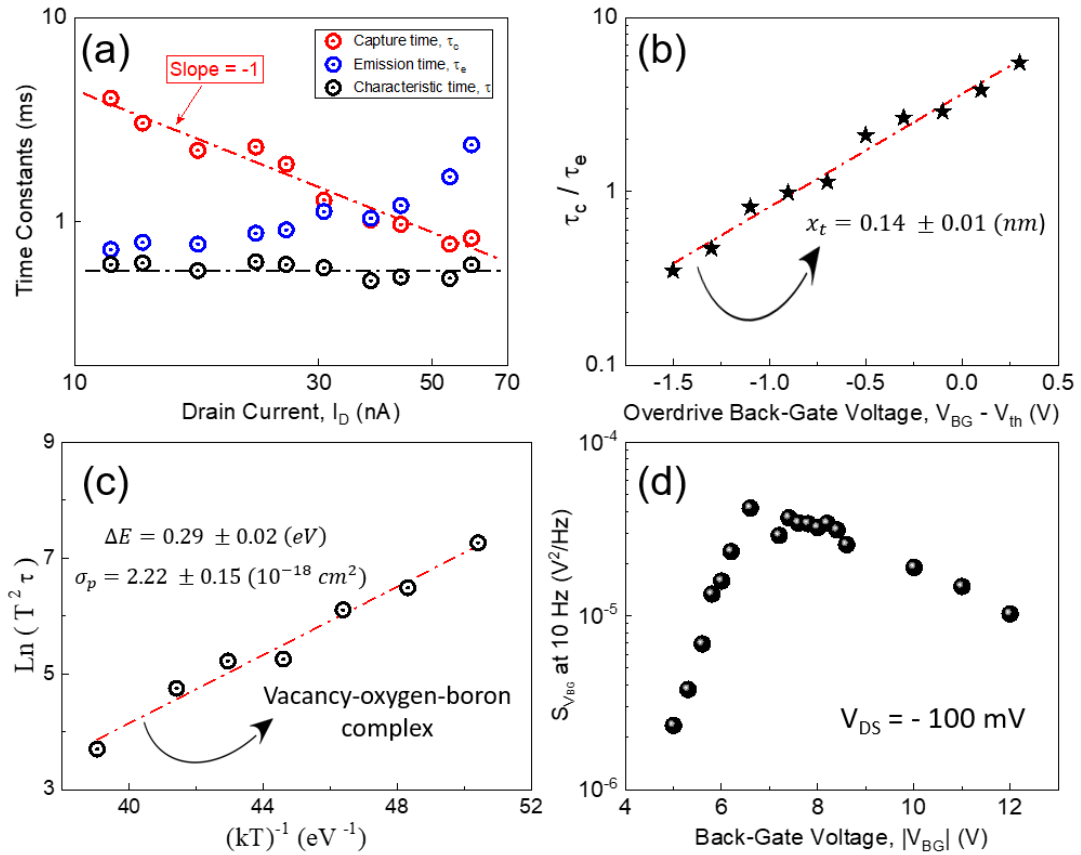 (a)
Capture time, τc
Emission time, τe
Characteristic time, τ
Slope = -1
Time Constants (ms)
10
1
10
30
50
70
Drain Current, ID (nA)
(b)
τc / τe
10
1
0.1
xt = 0.14 ± 0.01 (nm)
-1.5
-1.0
-0.5
0.0
0.5
Overdrive Back-Gate Voltage, VBG - Vth (V)
(c)
Ln ( T² τ )
9
7
5
3
ΔE = 0.29 ± 0.02 (eV)
σp = 2.22 ± 0.15 (10⁻¹⁸ cm²)
Vacancy-oxygen-boron
complex
40
44
48
52
(kT)⁻¹ (eV ⁻¹)
(d)
SVBG at 10 Hz (V²/Hz)
10⁻⁴
10⁻⁵
10⁻⁶
VDS = - 100 mV
4
6
8
10
12
Back-Gate Voltage, |VBG| (V)